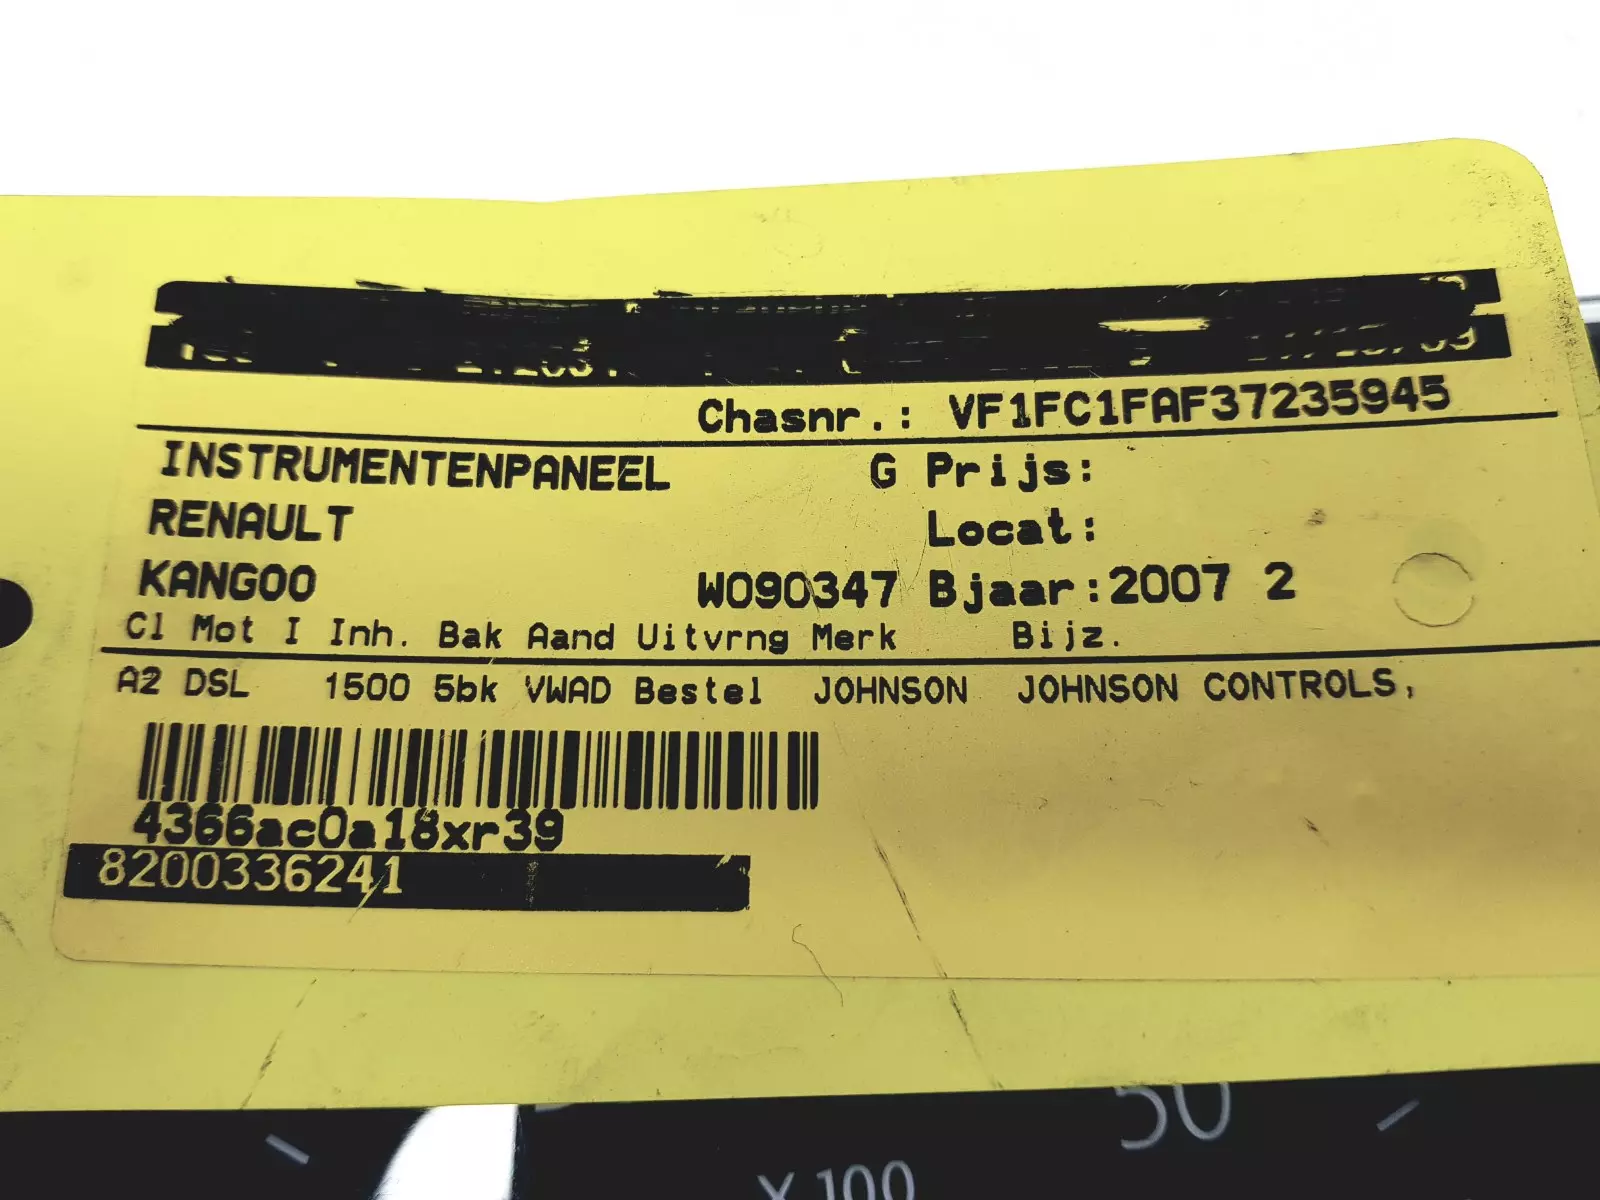 Chasnr.: VF1FC1FAF37235945
INSTRUMENTENPANEEL G Prijs:
RENAULT Locat:
KANGOO W090347 Bjaar:2007 2
Cl Mot I Inh. Bak Aand Uitvrng Merk Bijz.
A2 DSL 1500 5bk VWAD Bestel JOHNSON JOHNSON CONTROLS,
4366ac0a18xr39
8200336241
50
X 100